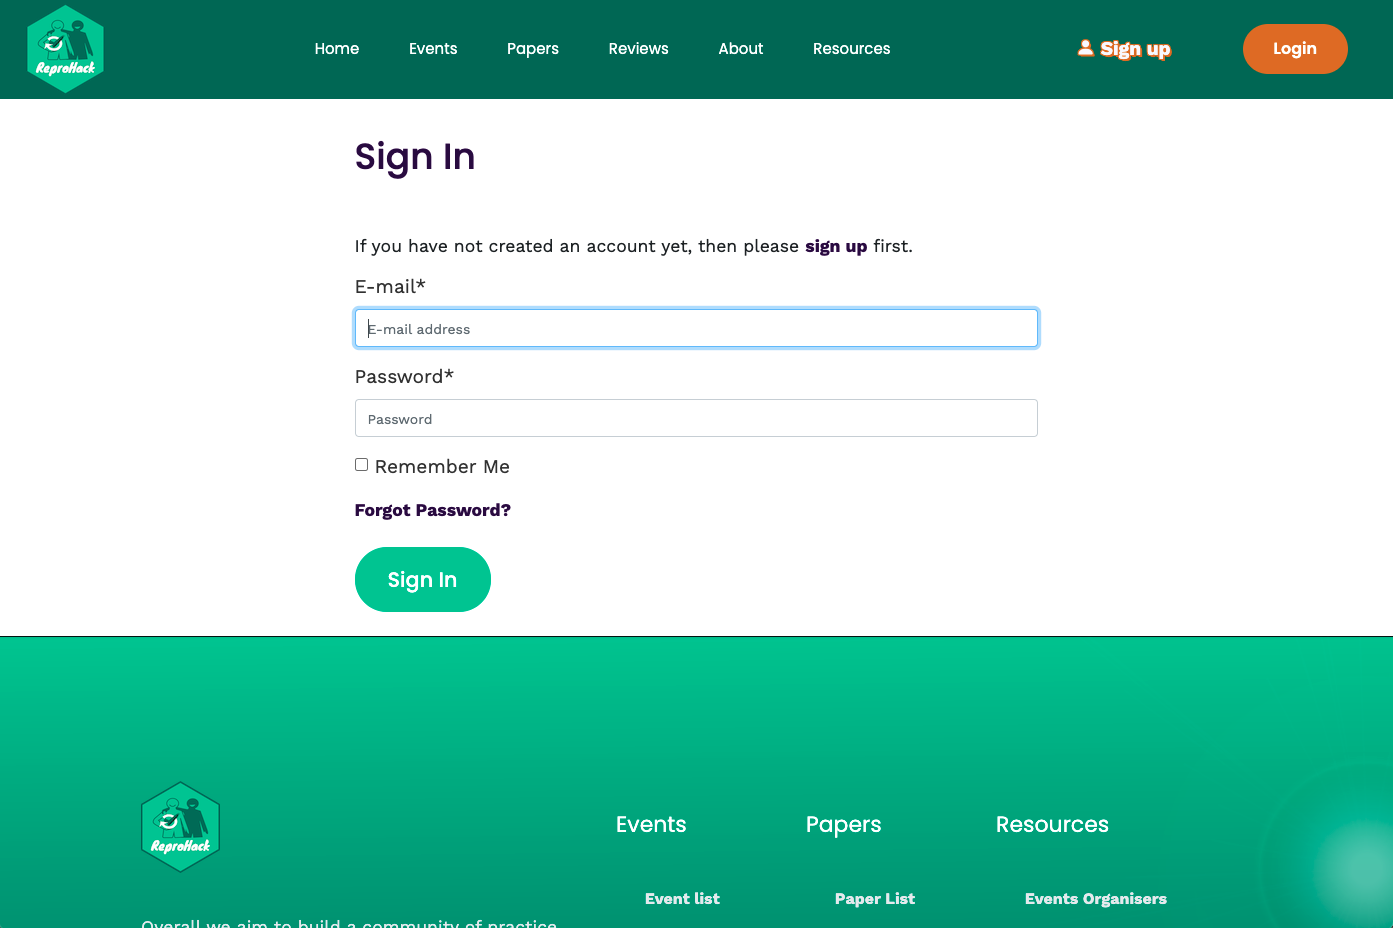 ReproHack
Home
Events
Papers
Reviews
About
Resources
Sign up
Login
Sign In
If you have not created an account yet, then please sign up first.
E-mail*
E-mail address
Password*
Password
Remember Me
Forgot Password?
Sign In
ReproHack
Events
Papers
Resources
Event list
Paper List
Events Organisers
Overall we aim to build a community of practice